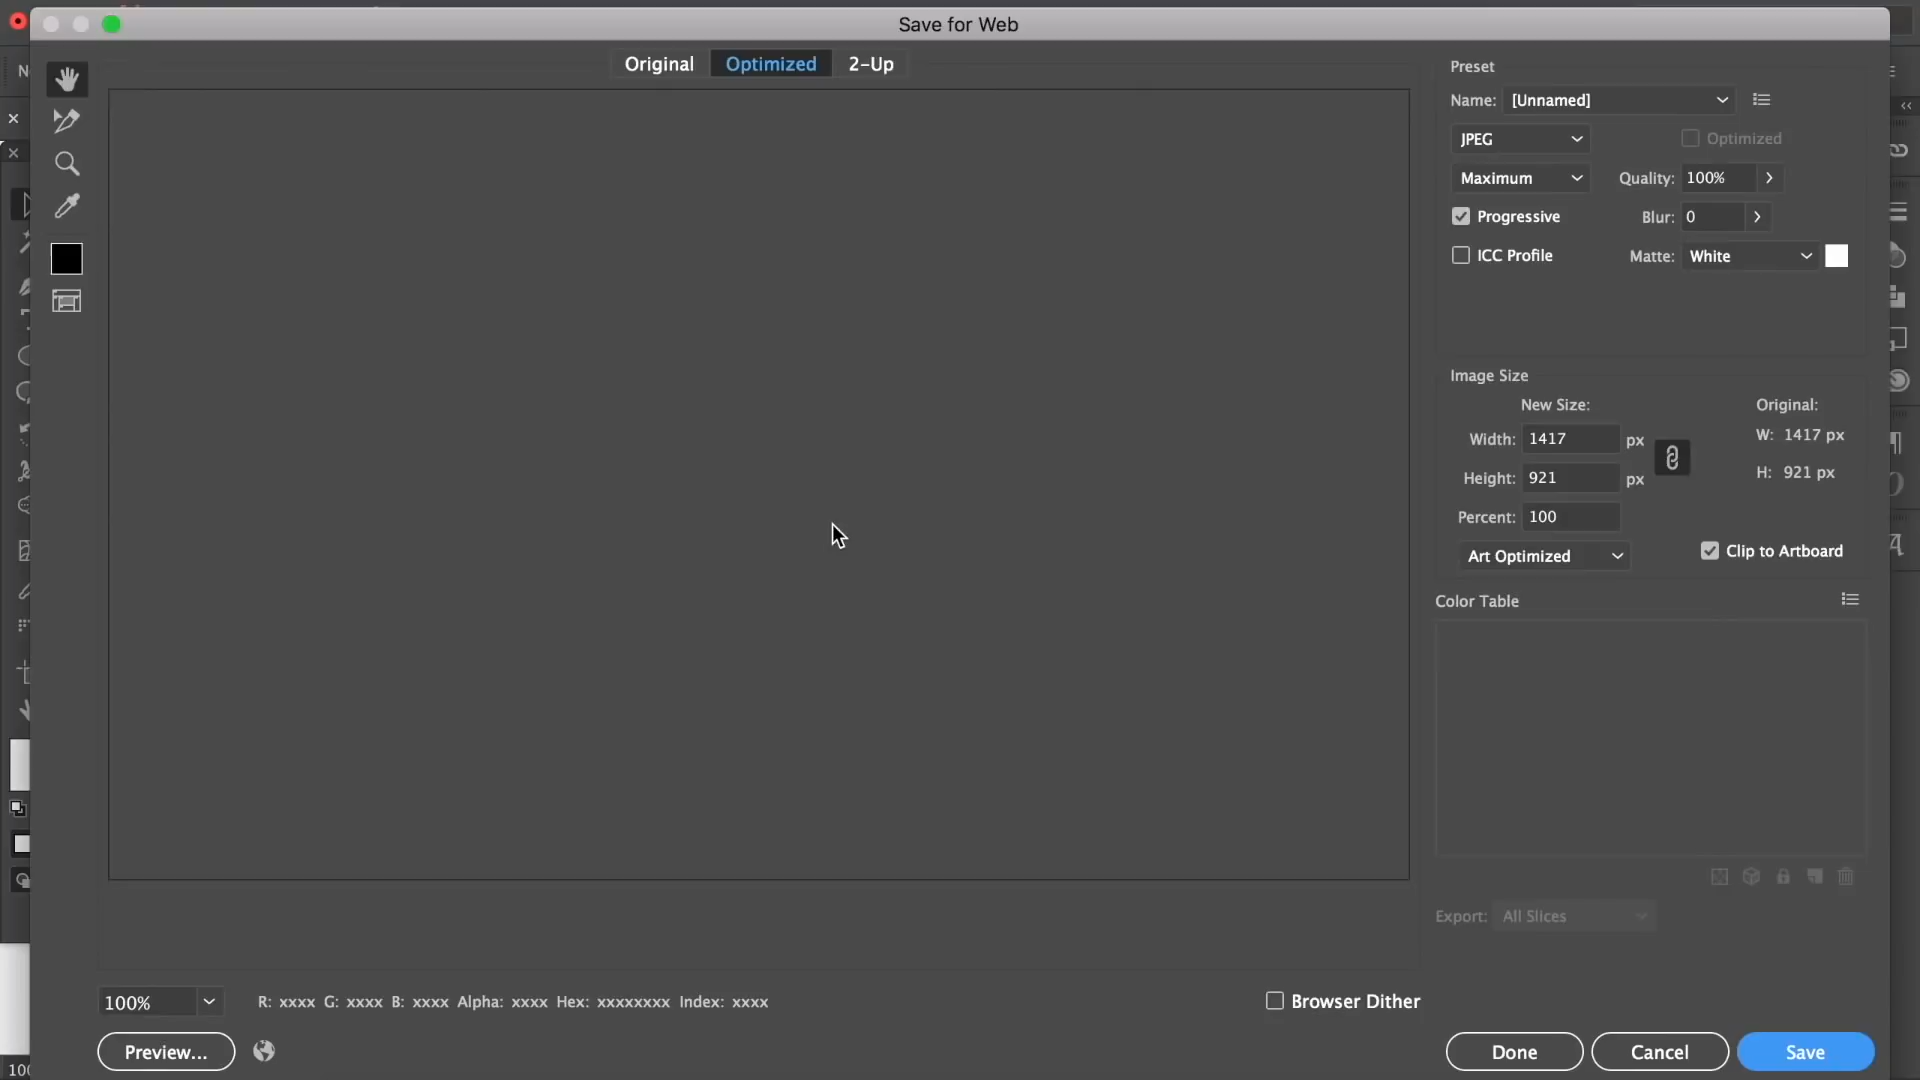 Save for Web
Original Optimized 2-Up
Preset
Name: [Unnamed]
JPEG Optimized
Maximum Quality: 100%
Progressive Blur: 0
ICC Profile Matte: White
Image Size
New Size: Original:
Width: 1417 px W: 1417 px
Height: 921 px H: 921 px
Percent: 100
Art Optimized Clip to Artboard
Color Table
Export: All Slices
100% R: xxxx G: xxxx B: xxxx Alpha: xxxx Hex: xxxxxxxx Index: xxxx Browser Dither
Preview... Done Cancel Save